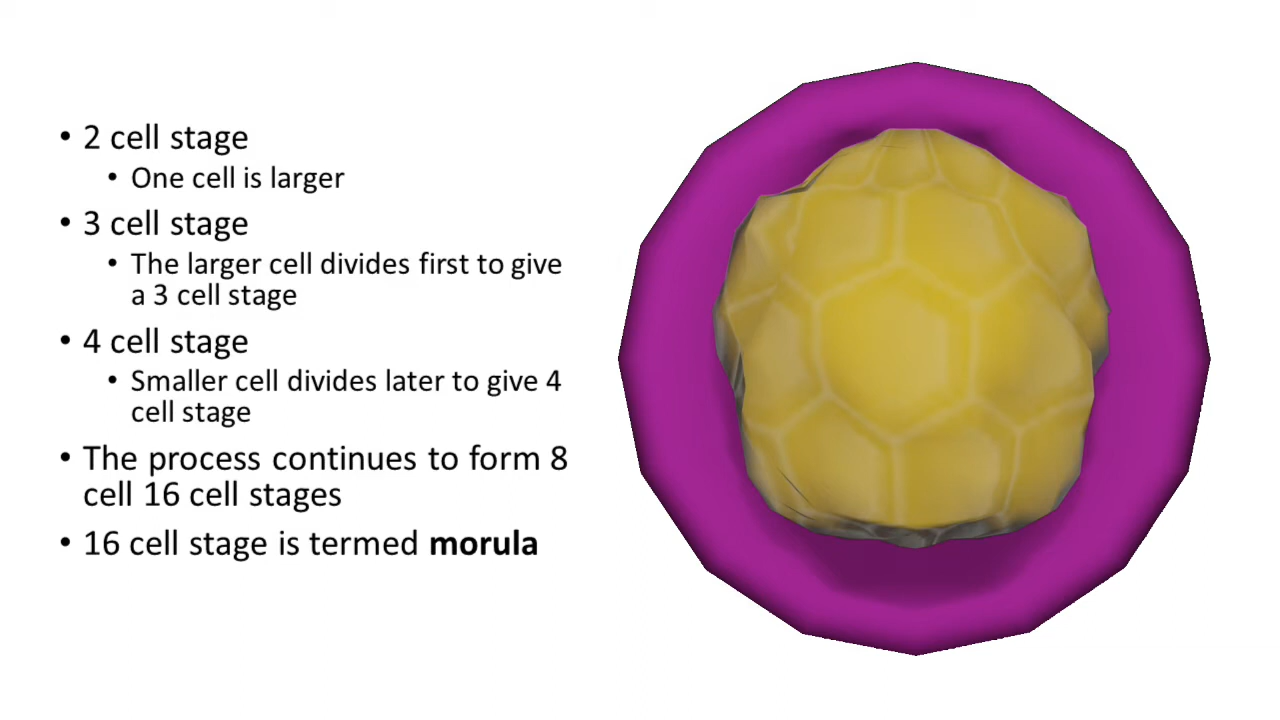 • 2 cell stage
• One cell is larger
• 3 cell stage
• The larger cell divides first to give
a 3 cell stage
• 4 cell stage
• Smaller cell divides later to give 4
cell stage
• The process continues to form 8
cell 16 cell stages
• 16 cell stage is termed morula